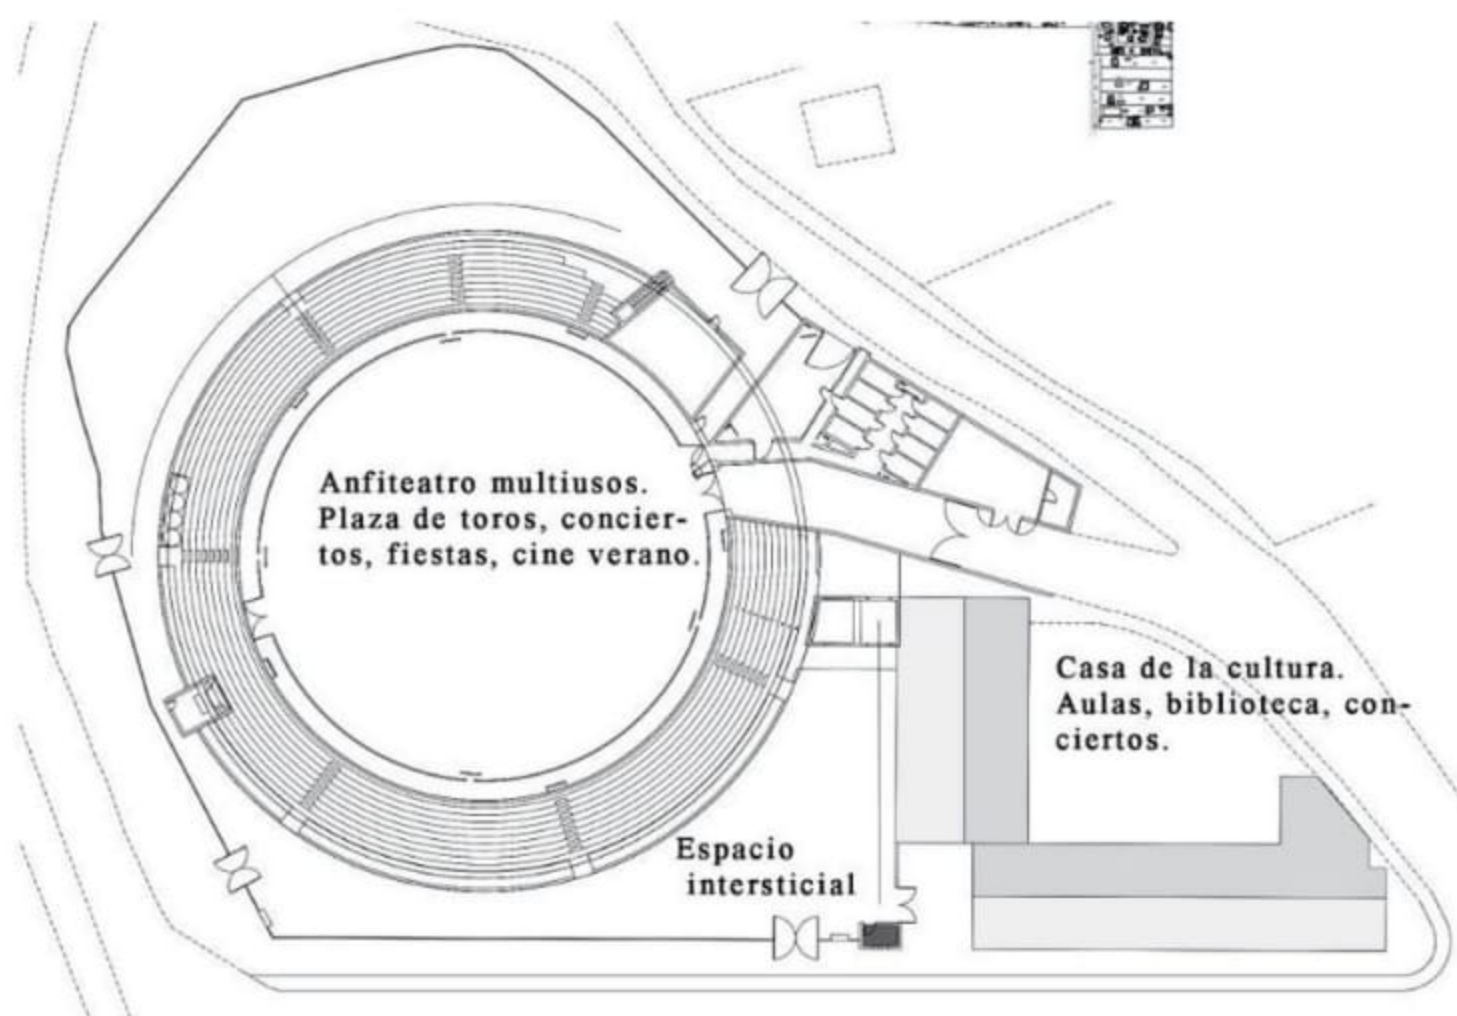 Anfiteatro multiusos.
Plaza de toros, concier-
tos, fiestas, cine verano.
Casa de la cultura.
Aulas, biblioteca, con-
ciertos.
Espacio
intersticial